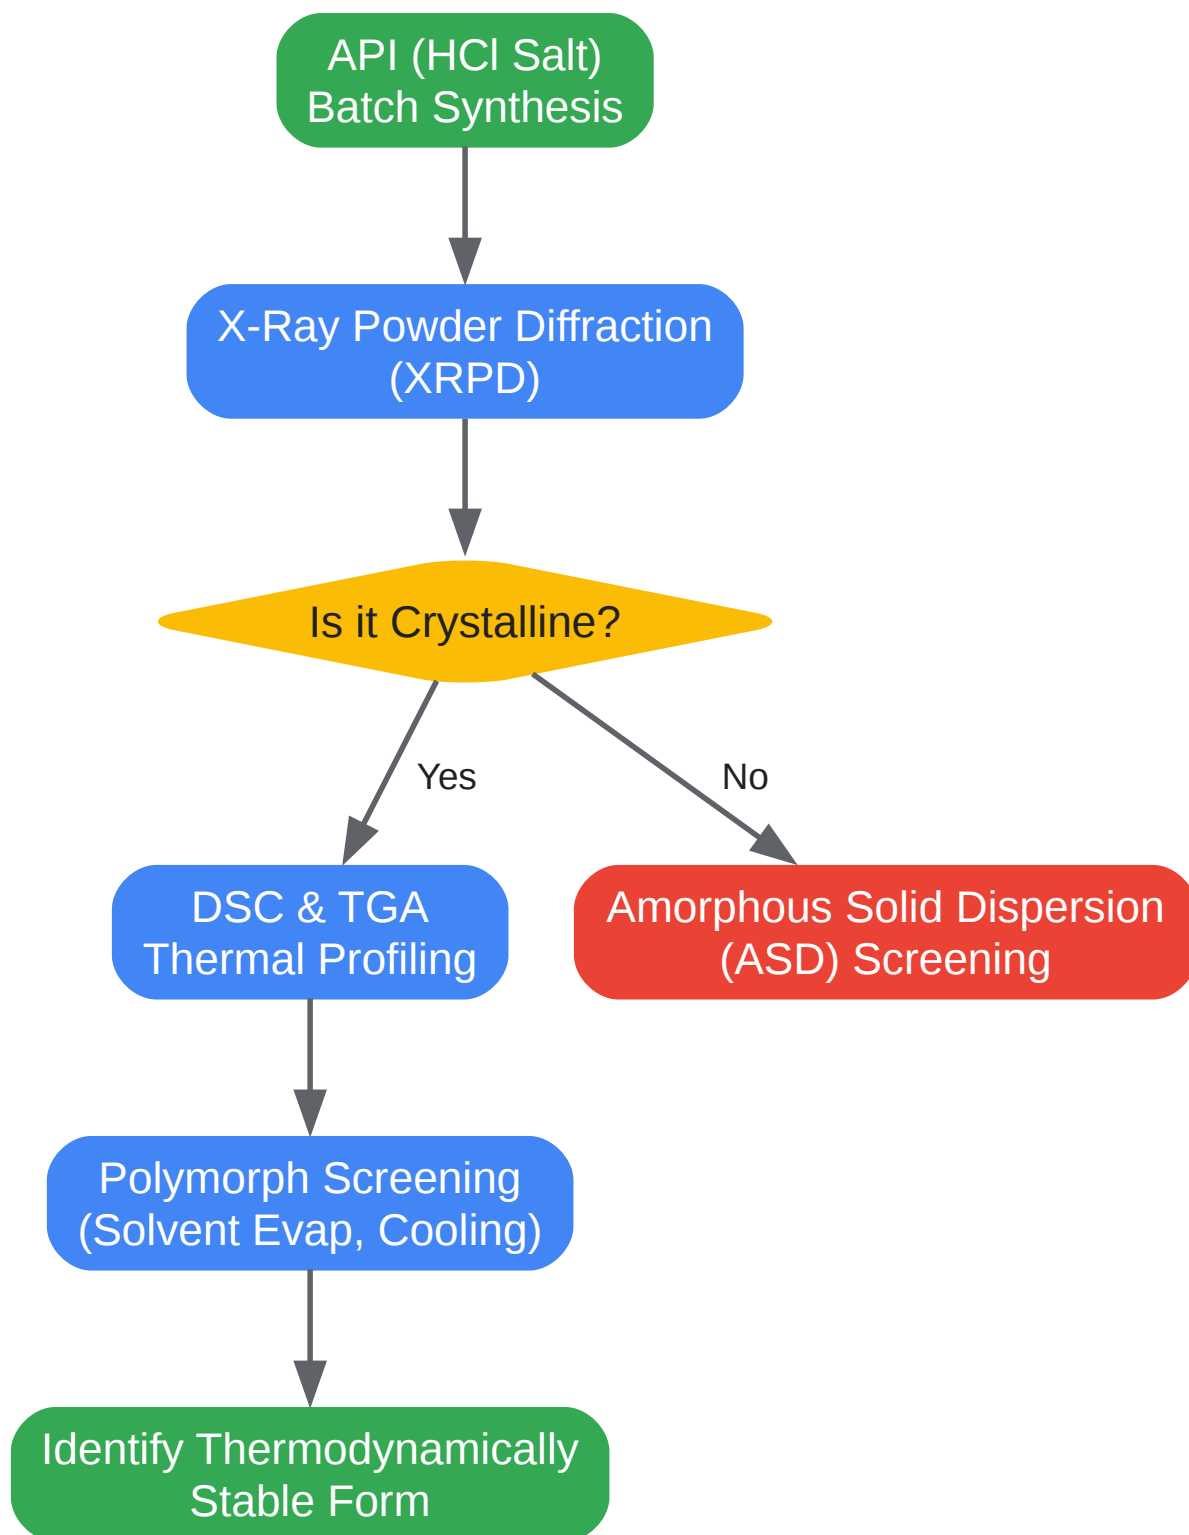 API (HCl Salt)
Batch Synthesis
X-Ray Powder Diffraction
(XRPD)
Is it Crystalline?
Yes
No
DSC & TGA
Thermal Profiling
Amorphous Solid Dispersion
(ASD) Screening
Polymorph Screening
(Solvent Evap, Cooling)
Identify Thermodynamically
Stable Form